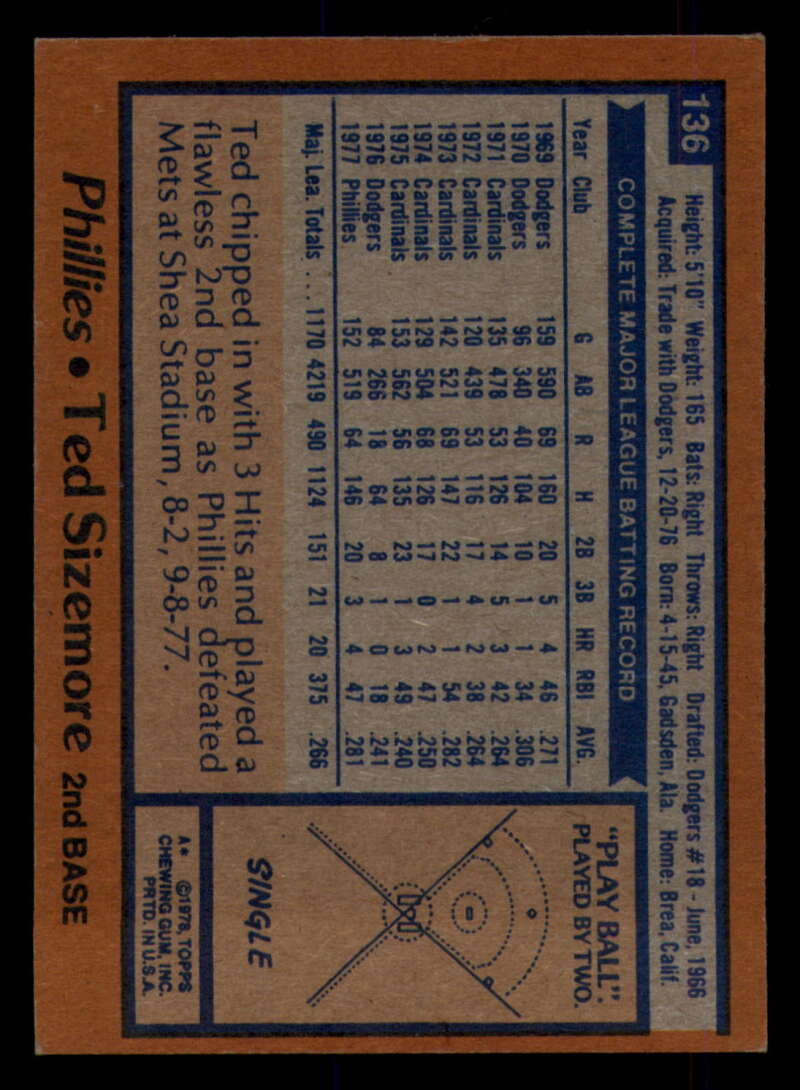 136
Height: 5'10" Weight: 165 Bats: Right Throws: Right Drafted: Dodgers #18 - June, 1966
Acquired: Trade with Dodgers, 12-20-76 Born: 4-15-45, Gadsden, Ala. Home: Brea, Calif.
COMPLETE MAJOR LEAGUE BATTING RECORD
Year Club G AB R H 2B 3B HR RBI AVG.
1969 Dodgers 159 590 69 160 20 5 4 46 .271
1970 Dodgers 96 340 40 104 10 1 1 34 .306
1971 Cardinals 135 478 53 126 14 5 3 42 .264
1972 Cardinals 120 439 53 116 17 4 2 38 .264
1973 Cardinals 142 521 69 147 22 1 1 54 .282
1974 Cardinals 129 504 68 126 17 0 2 47 .250
1975 Cardinals 153 562 56 135 23 1 3 49 .240
1976 Dodgers 84 266 18 64 8 1 0 18 .241
1977 Phillies 152 519 64 146 20 3 4 47 .281
Maj. Lea. Totals . . . 1170 4219 490 1124 151 21 20 375 .266
Ted chipped in with 3 Hits and played a
flawless 2nd base as Phillies defeated
Mets at Shea Stadium, 8-2, 9-8-77.
"PLAY BALL".
PLAYED BY TWO.
SINGLE
A* ©1978, TOPPS
CHEWING GUM, INC.
PRTD. IN U.S.A.
Phillies • Ted Sizemore 2nd BASE